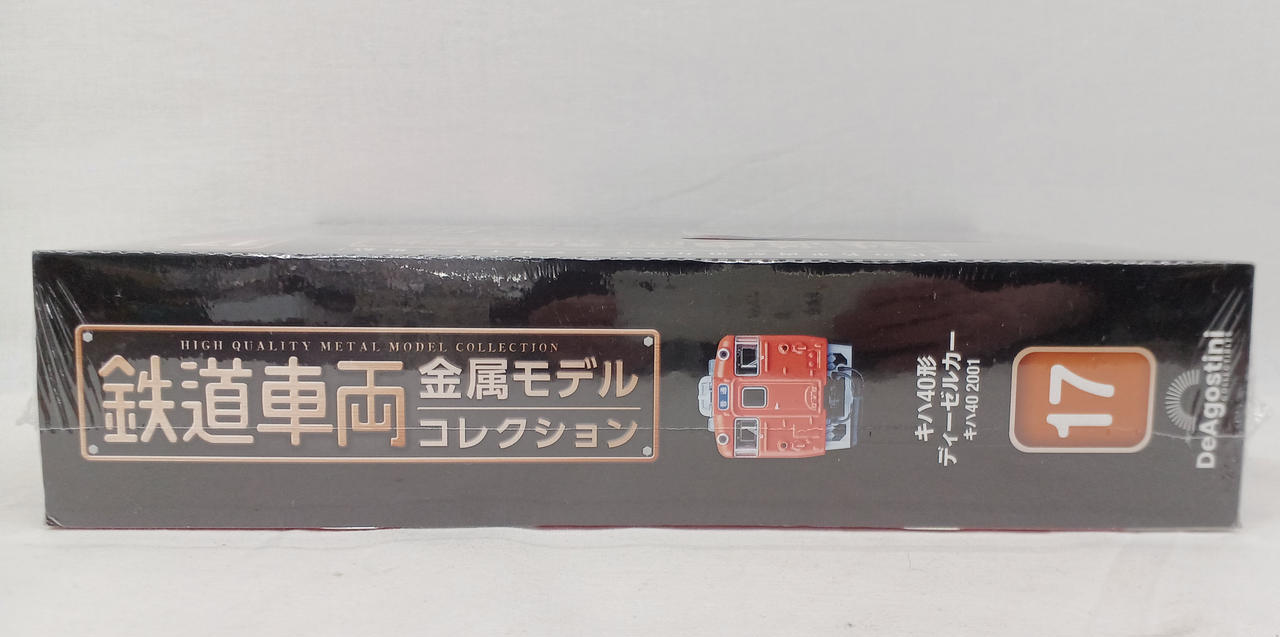 HIGH QUALITY METAL MODEL COLLECTION
鉄道車両
金属モデル
コレクション
キハ40形
ディーゼルカー
キハ40 2001
17
DeAgostini